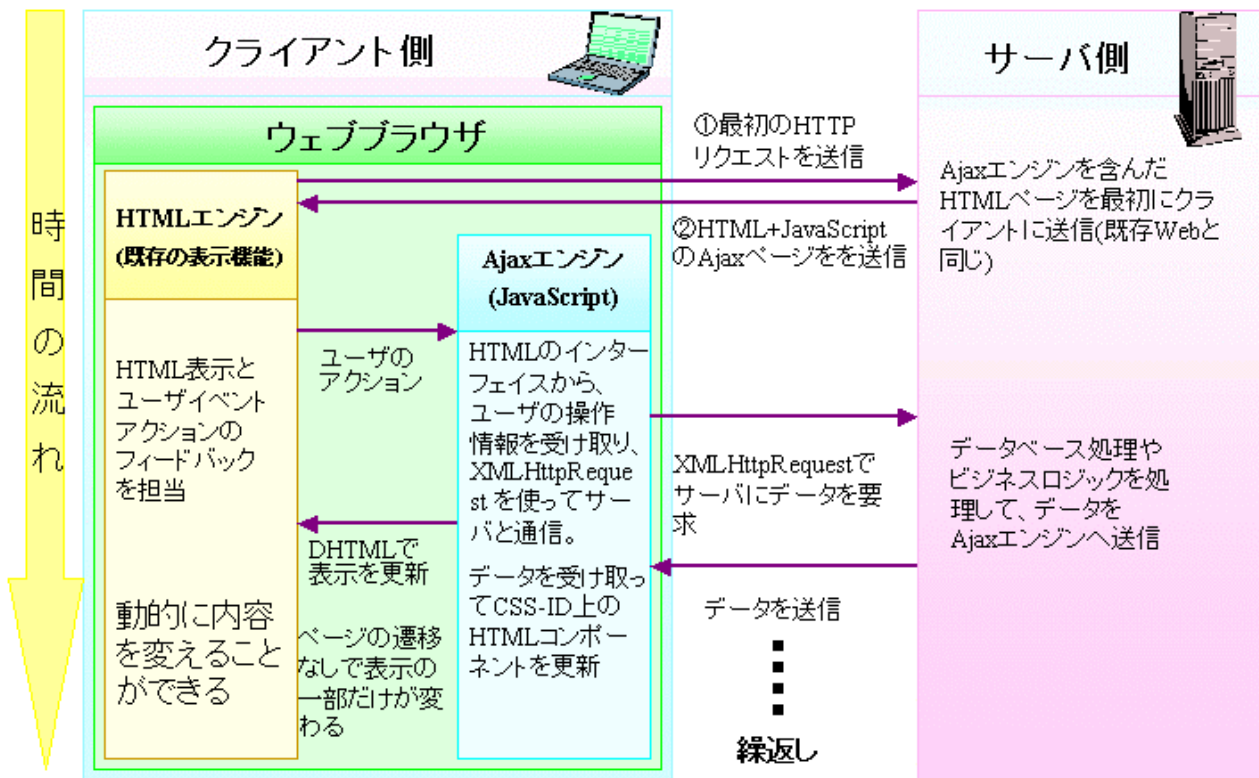 クライアント側
サーバ側
ウェブブラウザ
時
間
の
流
れ
HTMLエンジン
(既存の表示機能)
HTML表示と
ユーザイベント
アクションの
フィードバック
を担当
動的に内容
を変えること
ができる
ユーザの
アクション
DHTMLで
表示を更新
ページの遷移
なしで表示の
一部だけが変
わる
Ajaxエンジン
(JavaScript)
HTMLのインター
フェイスから、
ユーザの操作
情報を受け取り、
XMLHttpReque
st を使ってサー
バと通信。
データを受け取っ
てCSS-ID上の
HTMLコンポー
ネントを更新
①最初のHTTP
リクエストを送信
②HTML+JavaScript
のAjaxページをを送信
XMLHttpRequestで
サーバにデータを要
求
データを送信
繰返し
Ajaxエンジンを含んだ
HTMLページを最初にクラ
イアントに送信(既存Webと
同じ)
データベース処理や
ビジネスロジックを処
理して、データを
Ajaxエンジンへ送信